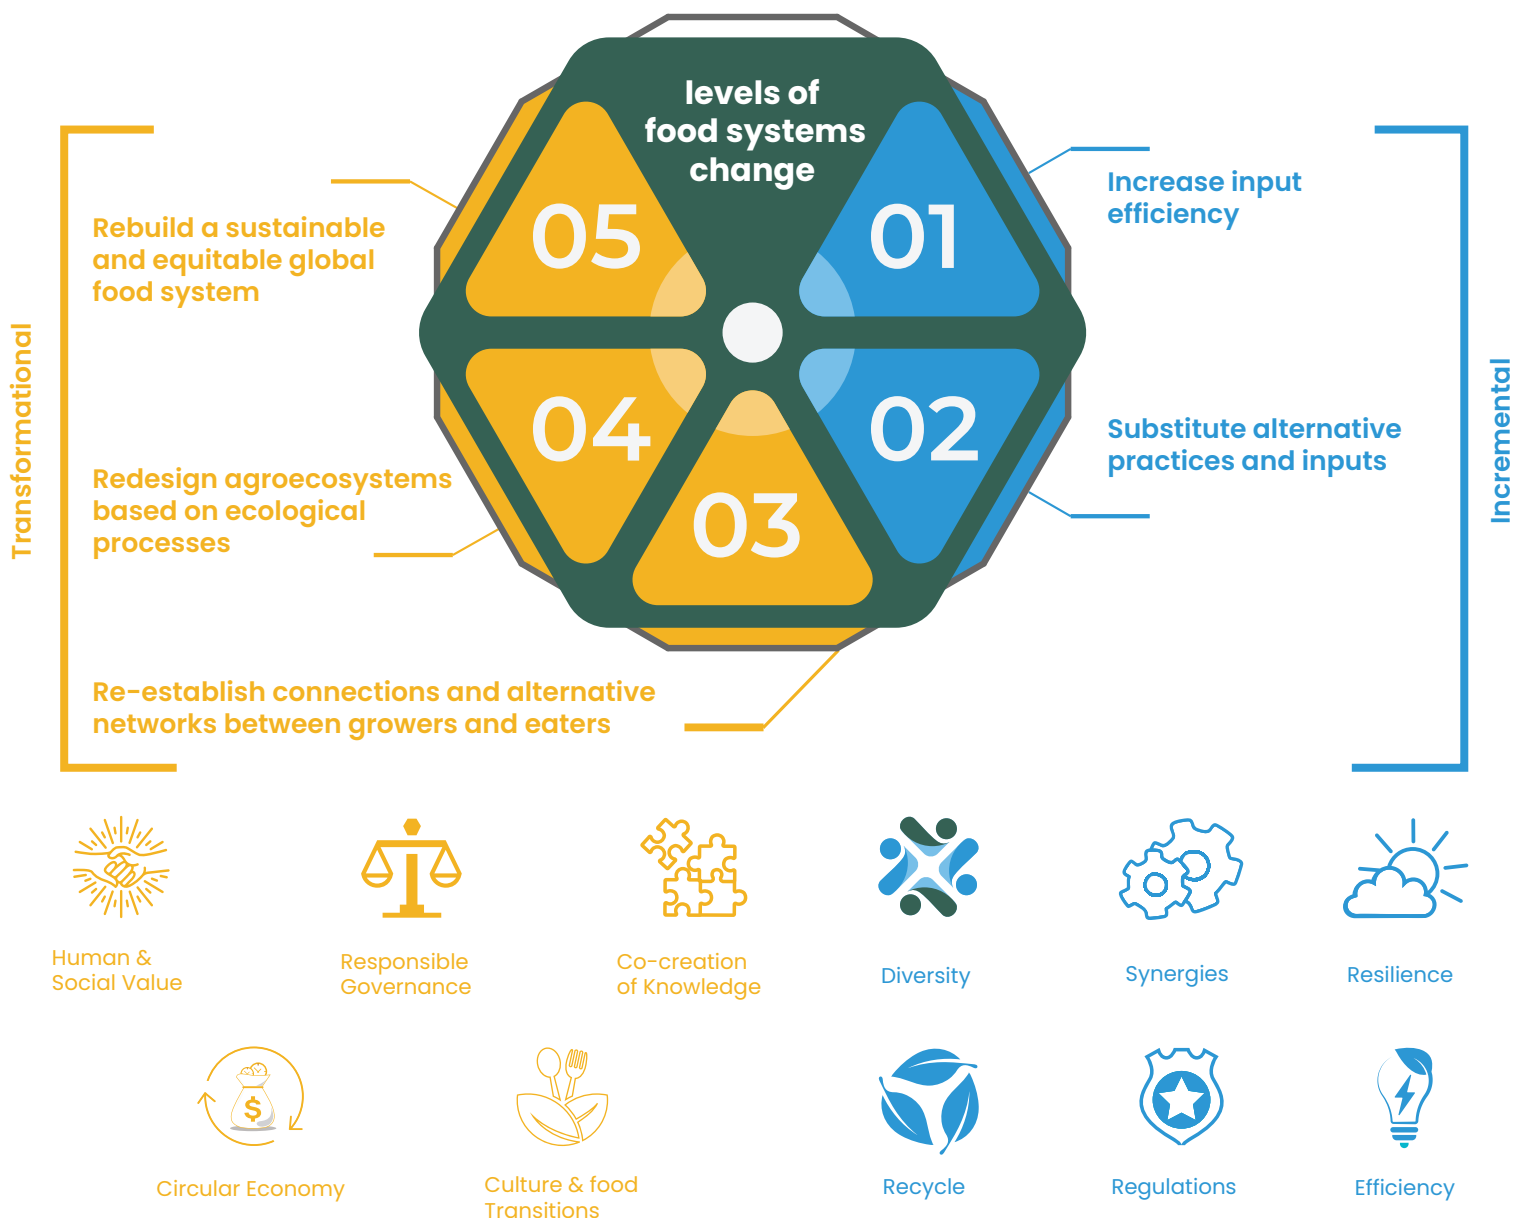 levels of
food systems
change
05
01
04
02
03
Increase input
efficiency
Substitute alternative
practices and inputs
Incremental
Rebuild a sustainable
and equitable global
food system
Redesign agroecosystems
based on ecological
processes
Re-establish connections and alternative
networks between growers and eaters
Transformational
Human &
Social Value
Responsible
Governance
Co-creation
of Knowledge
Diversity
Synergies
Resilience
$
Circular Economy
Culture & food
Transitions
Recycle
Regulations
Efficiency